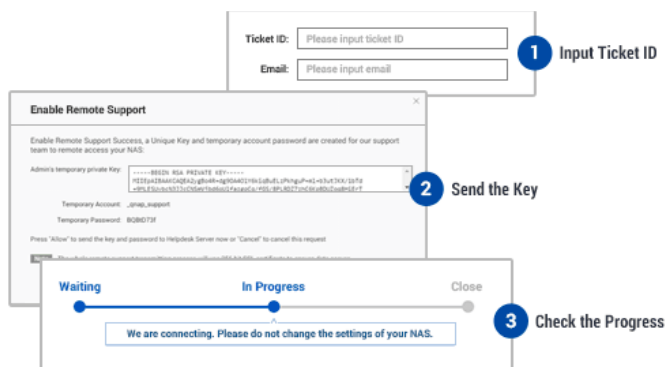 Ticket ID:
Please input ticket ID
Email:
Please input email
1 Input Ticket ID
Enable Remote Support
Enable Remote Support Success, a Unique Key and temporary account password are created for our support
team to remote access your NAS:
Admin's temporary private Key:
-----BEGIN RSA PRIVATE KEY-----
2 Send the Key
Temporary Account: _qnap_support
Temporary Password: BQBID73f
Press "Allow" to send the key and password to Helpdesk Server now or "Cancel" to cancel this request
Waiting
In Progress
Close
We are connecting. Please do not change the settings of your NAS.
3 Check the Progress